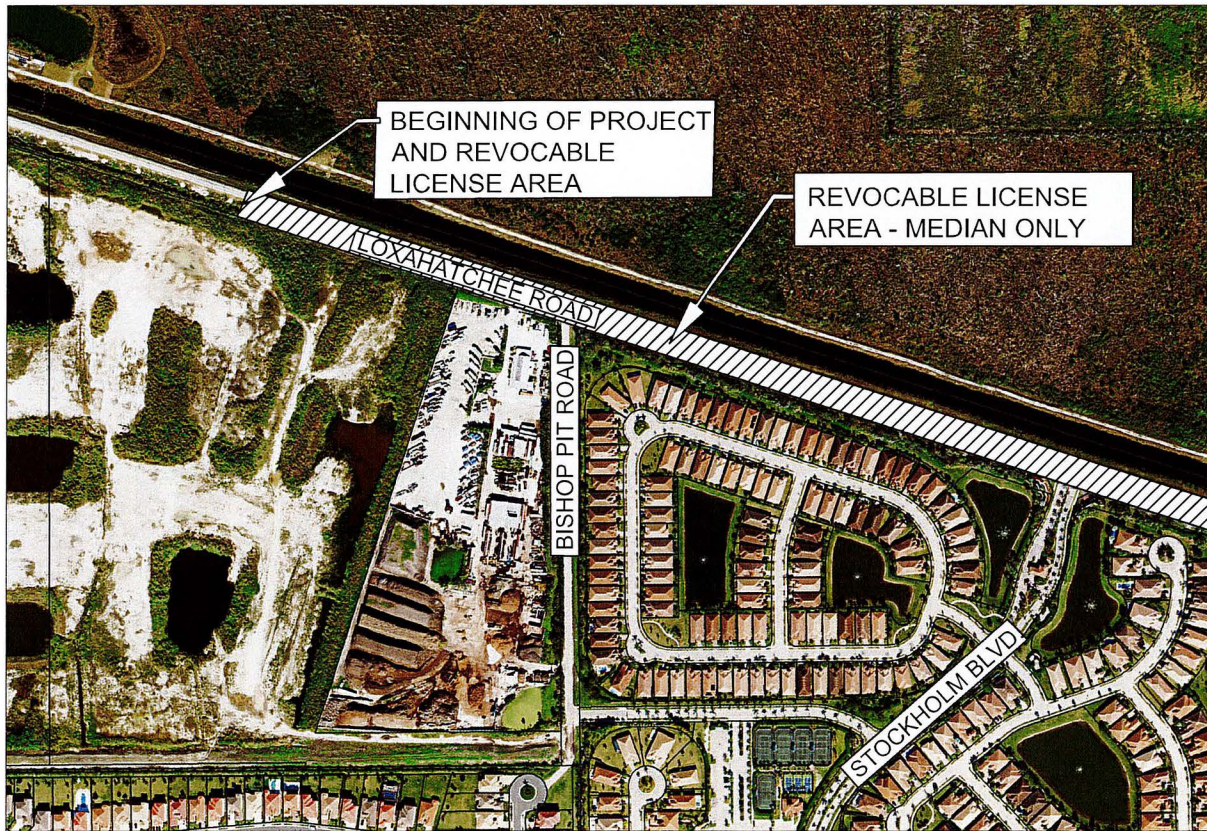 BEGINNING OF PROJECT
AND REVOCABLE
LICENSE AREA
REVOCABLE LICENSE
AREA - MEDIAN ONLY
LOXAHATCHEE ROAD
BISHOP PIT ROAD
STOCKHOLM BLVD